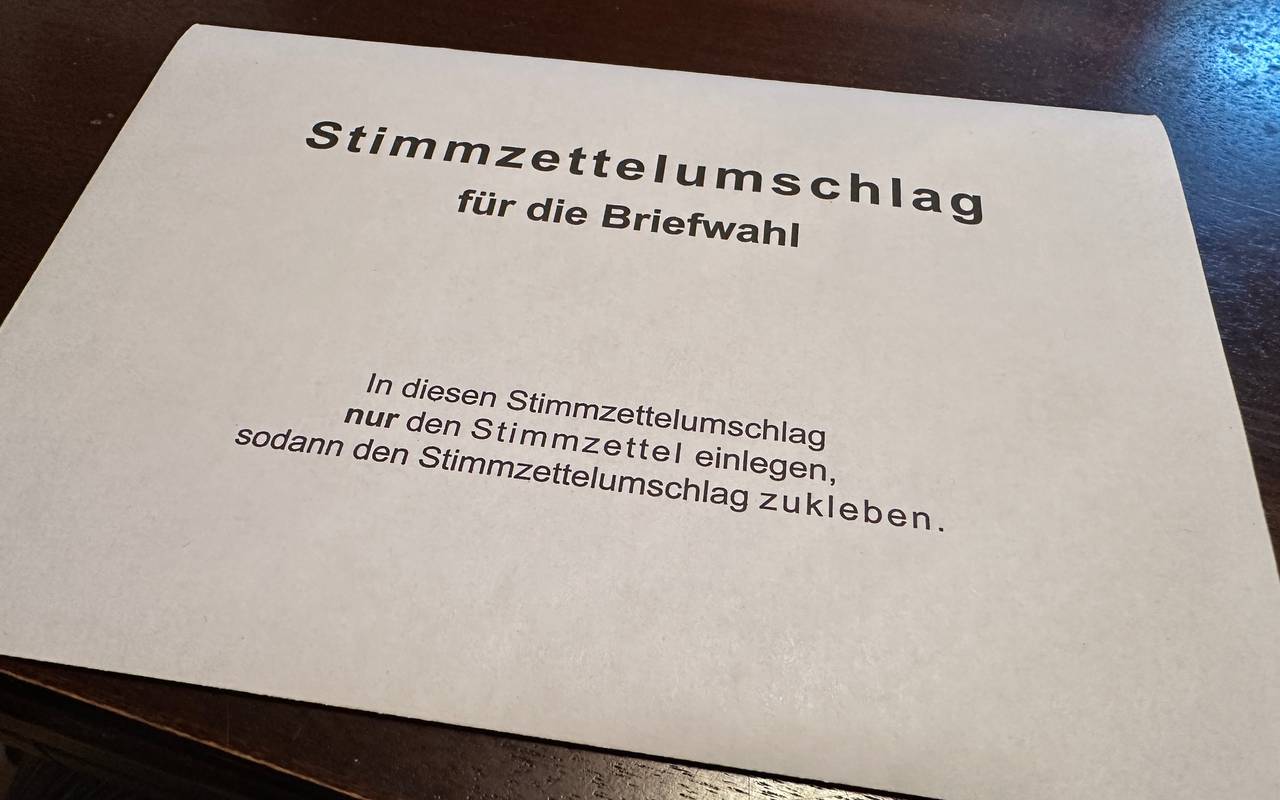 Stimmzettelumschlag
für die Briefwahl
In diesen Stimmzettelumschlag
nur den Stimmzettel einlegen,
sodann den Stimmzettelumschlag zukleben.